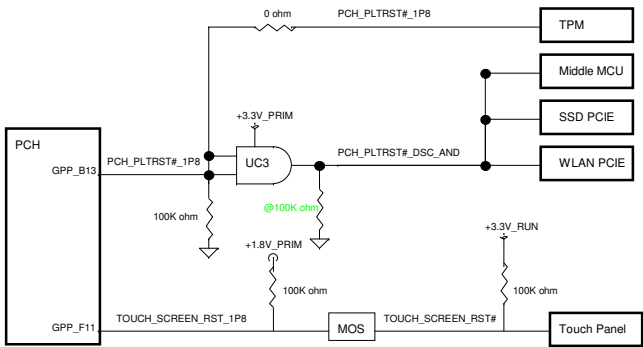 0 ohm
PCH_PLTRST#_1P8
TPM
Middle MCU
+3.3V_PRIM
PCH
SSD PCIE
GPP_B13
PCH_PLTRST#_1P8
UC3
PCH_PLTRST#_DSC_AND
WLAN PCIE
100K ohm
@100K ohm
+1.8V_PRIM
+3.3V_RUN
100K ohm
100K ohm
GPP_F11
TOUCH_SCREEN_RST_1P8
MOS
TOUCH_SCREEN_RST#
Touch Panel